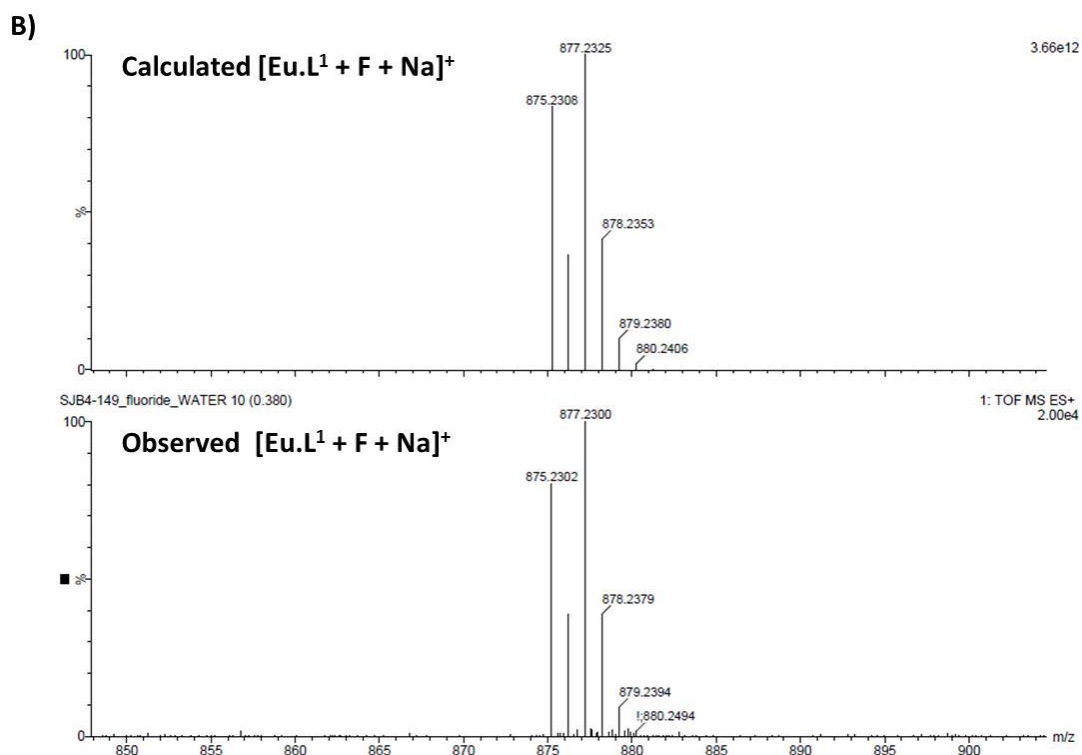 B)
100
Calculated [Eu.L¹ + F + Na]⁺
877.2325
3.66e12
875.2308
%
878.2353
879.2380
880.2406
0
SJB4-149_fluoride_WATER 10 (0.380)
1: TOF MS ES+
2.00e4
100
Observed [Eu.L¹ + F + Na]⁺
877.2300
875.2302
%
878.2379
879.2394
!;880.2494
0
850 855 860 865 870 875 880 885 890 895 900 m/z